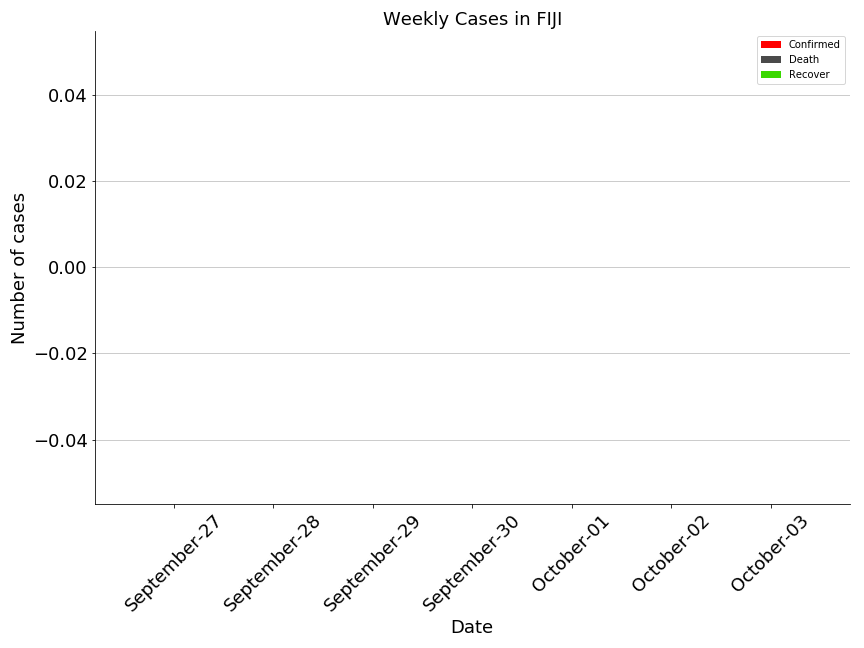 Weekly Cases in FIJI
Confirmed
Death
Recover
Number of cases
0.04
0.02
0.00
−0.02
−0.04
September-27
September-28
September-29
September-30
October-01
October-02
October-03
Date